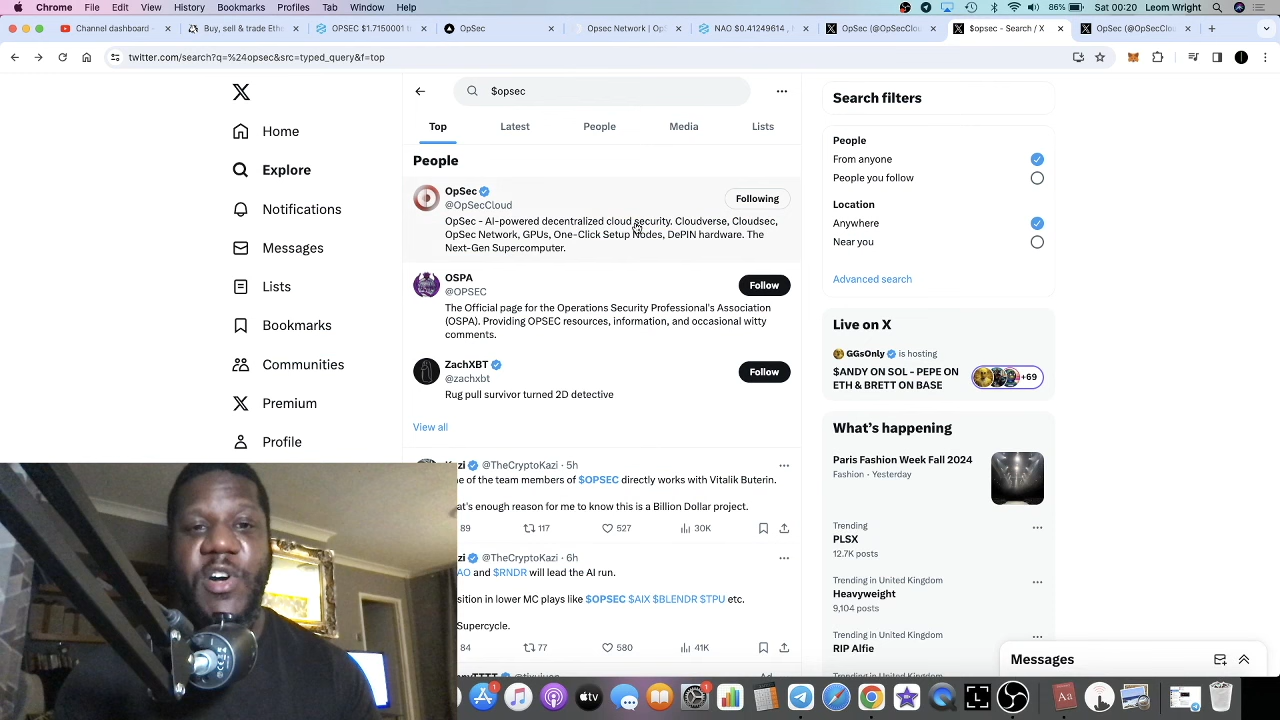 Chrome File Edit View History Bookmarks Profiles Tab Window Help
86% Sat 00:20 Leom Wright
Channel dashboard - Buy, sell & trade Ethe OPSEC $1.7150001 t OpSec Opsec Network | Op NAO $0.41249614 , Opsec (@OpSecClou $opsec - Search / X OpSec (@OpSecClou
twitter.com/search?q=%24opsec&src=typed_query&f=top
$opsec
Top Latest People Media Lists
Home
Explore
Notifications
Messages
Lists
Bookmarks
Communities
Premium
Profile
People
OpSec
@OpSecCloud
Following
OpSec - AI-powered decentralized cloud security. Cloudverse, Cloudsec,
OpSec Network, GPUs, One-Click Setup Nodes, DePIN hardware. The
Next-Gen Supercomputer.
OSPA
@OPSEC
Follow
The Official page for the Operations Security Professional's Association
(OSPA). Providing OPSEC resources, information, and occasional witty
comments.
ZachXBT
@zachxbt
Follow
Rug pull survivor turned 2D detective
View all
@TheCryptoKazi · 5h
of the team members of $OPSEC directly works with Vitalik Buterin.
enough reason for me to know this is a Billion Dollar project.
89 117 527 30K
@TheCryptoKazi · 6h
and $RNDR will lead the AI run.
in lower MC plays like $OPSEC $AIX $BLENDR $TPU etc.
Supercycle.
84 77 580 41K
Ad
Search filters
People
From anyone
People you follow
Location
Anywhere
Near you
Advanced search
Live on X
GGsOnly is hosting
$ANDY ON SOL - PEPE ON
ETH & BRETT ON BASE
+69
What's happening
Paris Fashion Week Fall 2024
Fashion · Yesterday
Trending
PLSX
12.7K posts
Trending in United Kingdom
Heavyweight
9,104 posts
Trending in United Kingdom
RIP Alfie
Messages